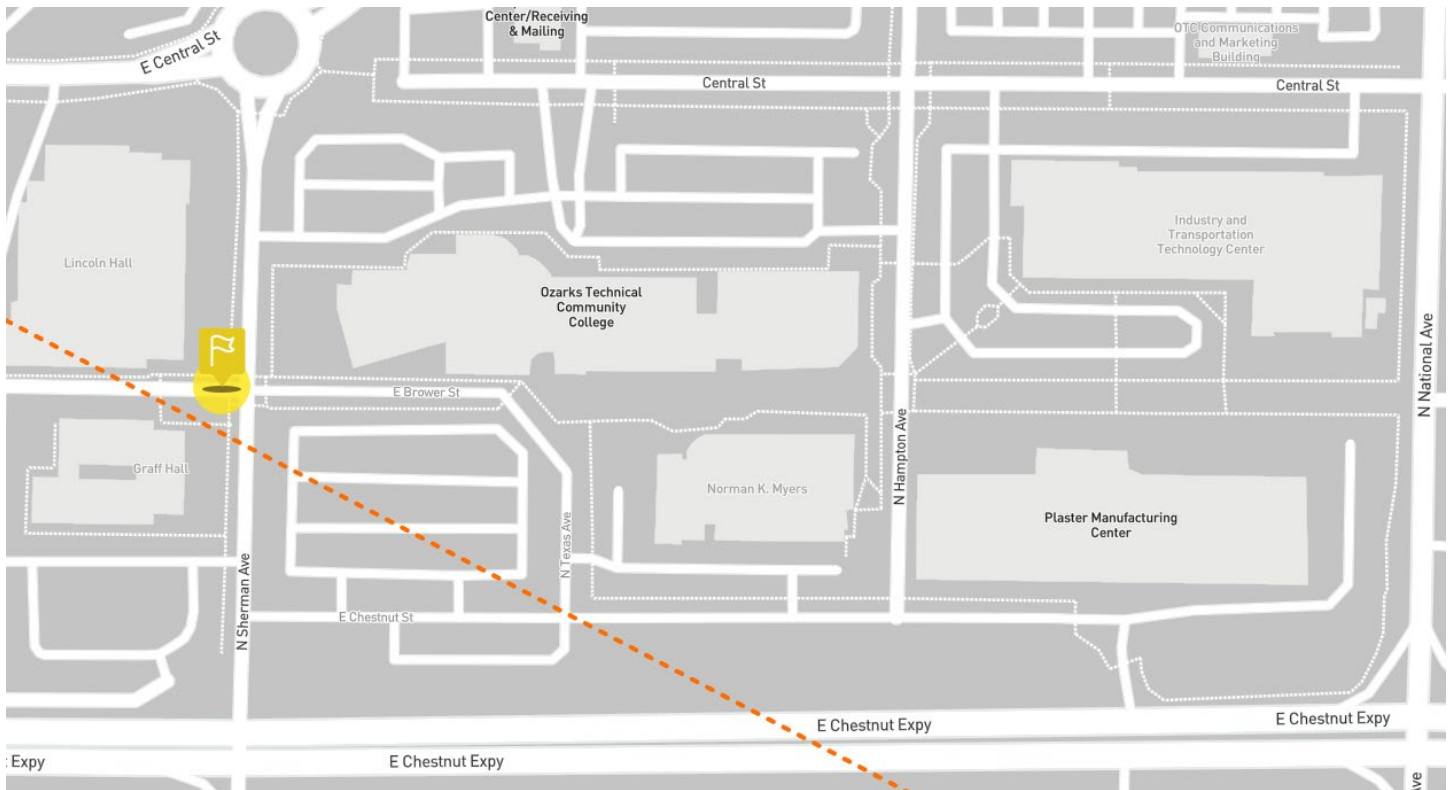 Center/Receiving
& Mailing
OTC Communications
and Marketing
Building
E Central St
Central St
Central St
Industry and
Transportation
Technology Center
Lincoln Hall
Ozarks Technical
Community
College
E Brower St
N National Ave
N Hampton Ave
Graff Hall
Norman K. Myers
Plaster Manufacturing
Center
N Texas Ave
N Sherman Ave
E Chestnut St
E Chestnut Expy
E Chestnut Expy
Expy
E Chestnut Expy
Ave